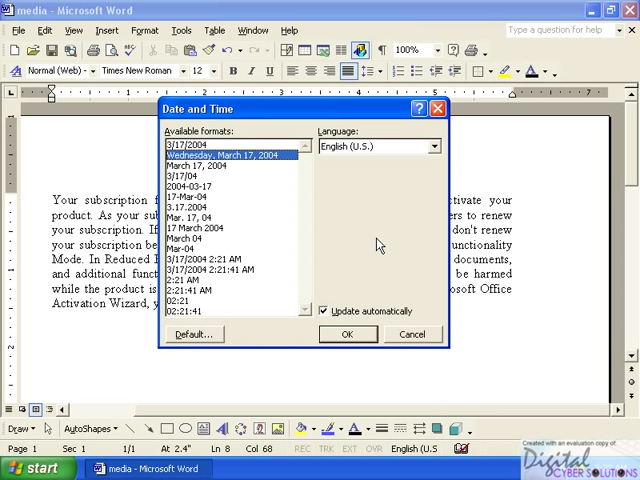 media - Microsoft Word
File Edit View Insert Format Tools Table Window Help
Type a question for help
100%
Normal (Web) Times New Roman 12 B I U
Date and Time
Available formats: Language:
3/17/2004
Wednesday, March 17, 2004
March 17, 2004
3/17/04
2004-03-17
17-Mar-04
3.17.2004
Mar. 17, 04
17 March 2004
March 04
Mar-04
3/17/2004 2:21 AM
3/17/2004 2:21:41 AM
2:21 AM
2:21:41 AM
02:21
02:21:41
English (U.S.)
Update automatically
Default... OK Cancel
Your subscription f
product. As your sub
your subscription. If
your subscription be
Mode. In Reduced
and additional funct
while the product is
Activation Wizard, y
tivate your
ers to renew
don't renew
unctionality
documents,
be harmed
osoft Office
Draw AutoShapes
Page 1 Sec 1 1/1 At 2.4" Ln 8 Col 68 REC TRK EXT OVR English (U.S
start media - Microsoft Word
Created with an evaluation copy of
Digital
CYBER SOLUTIONS